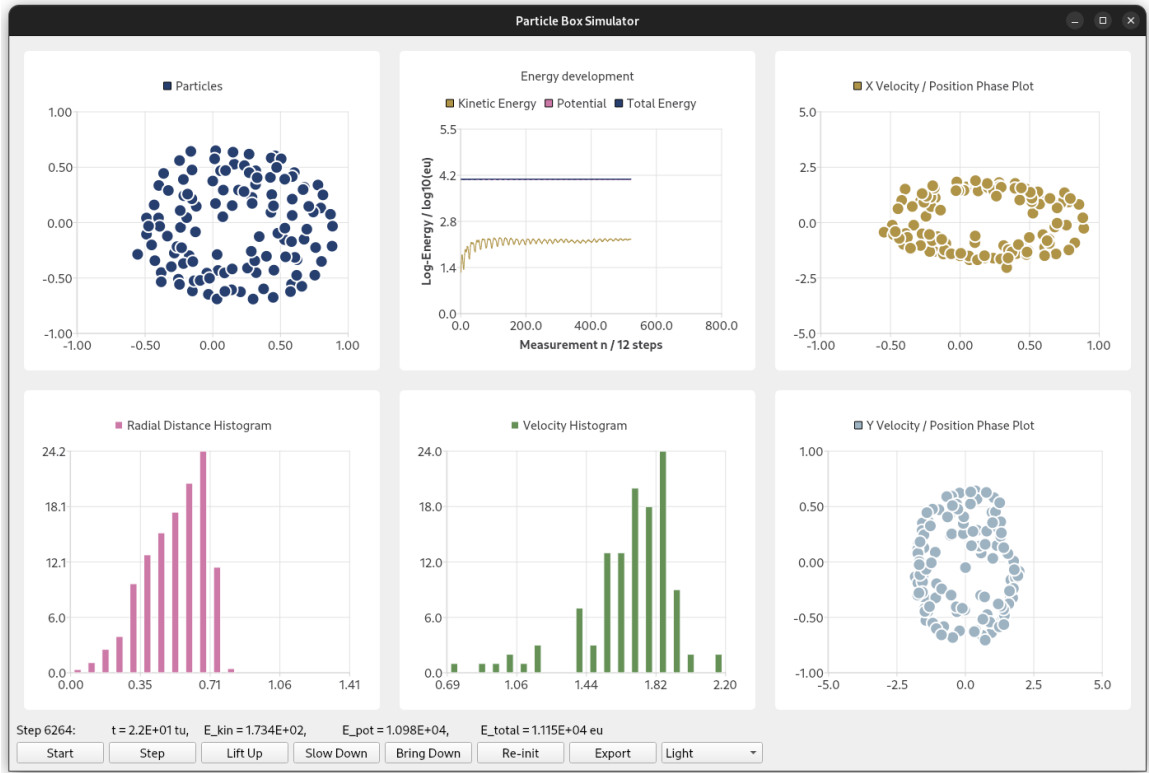 Particle Box Simulator
Particles
1.00
0.50
0.00
-0.50
-1.00
-1.00 -0.50 0.00 0.50 1.00
Energy development
Kinetic Energy Potential Total Energy
Log-Energy / log10(eu)
5.5
4.2
2.8
1.4
0.0
0.0 200.0 400.0 600.0 800.0
Measurement n / 12 steps
X Velocity / Position Phase Plot
5.0
2.5
0.0
-2.5
-5.0
-1.00 -0.50 0.00 0.50 1.00
Radial Distance Histogram
24.2
18.1
12.1
6.0
0.0
0.00 0.35 0.71 1.06 1.41
Velocity Histogram
24.0
18.0
12.0
6.0
0.0
0.69 1.06 1.44 1.82 2.20
Y Velocity / Position Phase Plot
1.00
0.50
0.00
-0.50
-1.00
-5.0 -2.5 0.0 2.5 5.0
Step 6264: t = 2.2E+01 tu, E_kin = 1.734E+02, E_pot = 1.098E+04, E_total = 1.115E+04 eu
Start Step Lift Up Slow Down Bring Down Re-init Export Light